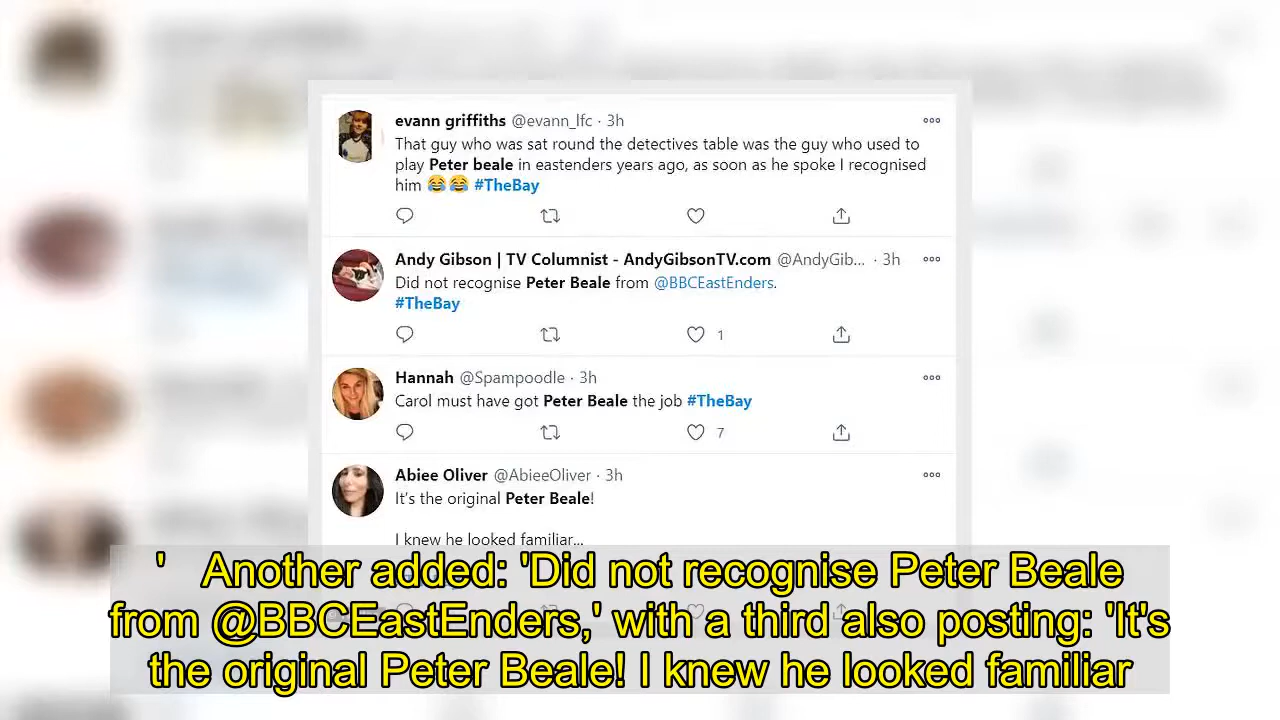 evann griffiths @evann_lfc · 3h
That guy who was sat round the detectives table was the guy who used to
play Peter beale in eastenders years ago, as soon as he spoke I recognised
him 😂😂 #TheBay
Andy Gibson | TV Columnist - AndyGibsonTV.com @AndyGib... · 3h
Did not recognise Peter Beale from @BBCEastEnders.
#TheBay
1
Hannah @Spampoodle · 3h
Carol must have got Peter Beale the job #TheBay
7
Abiee Oliver @AbieeOliver · 3h
It's the original Peter Beale!
I knew he looked familiar...
' Another added: 'Did not recognise Peter Beale
from @BBCEastEnders,' with a third also posting: 'It's
the original Peter Beale! I knew he looked familiar